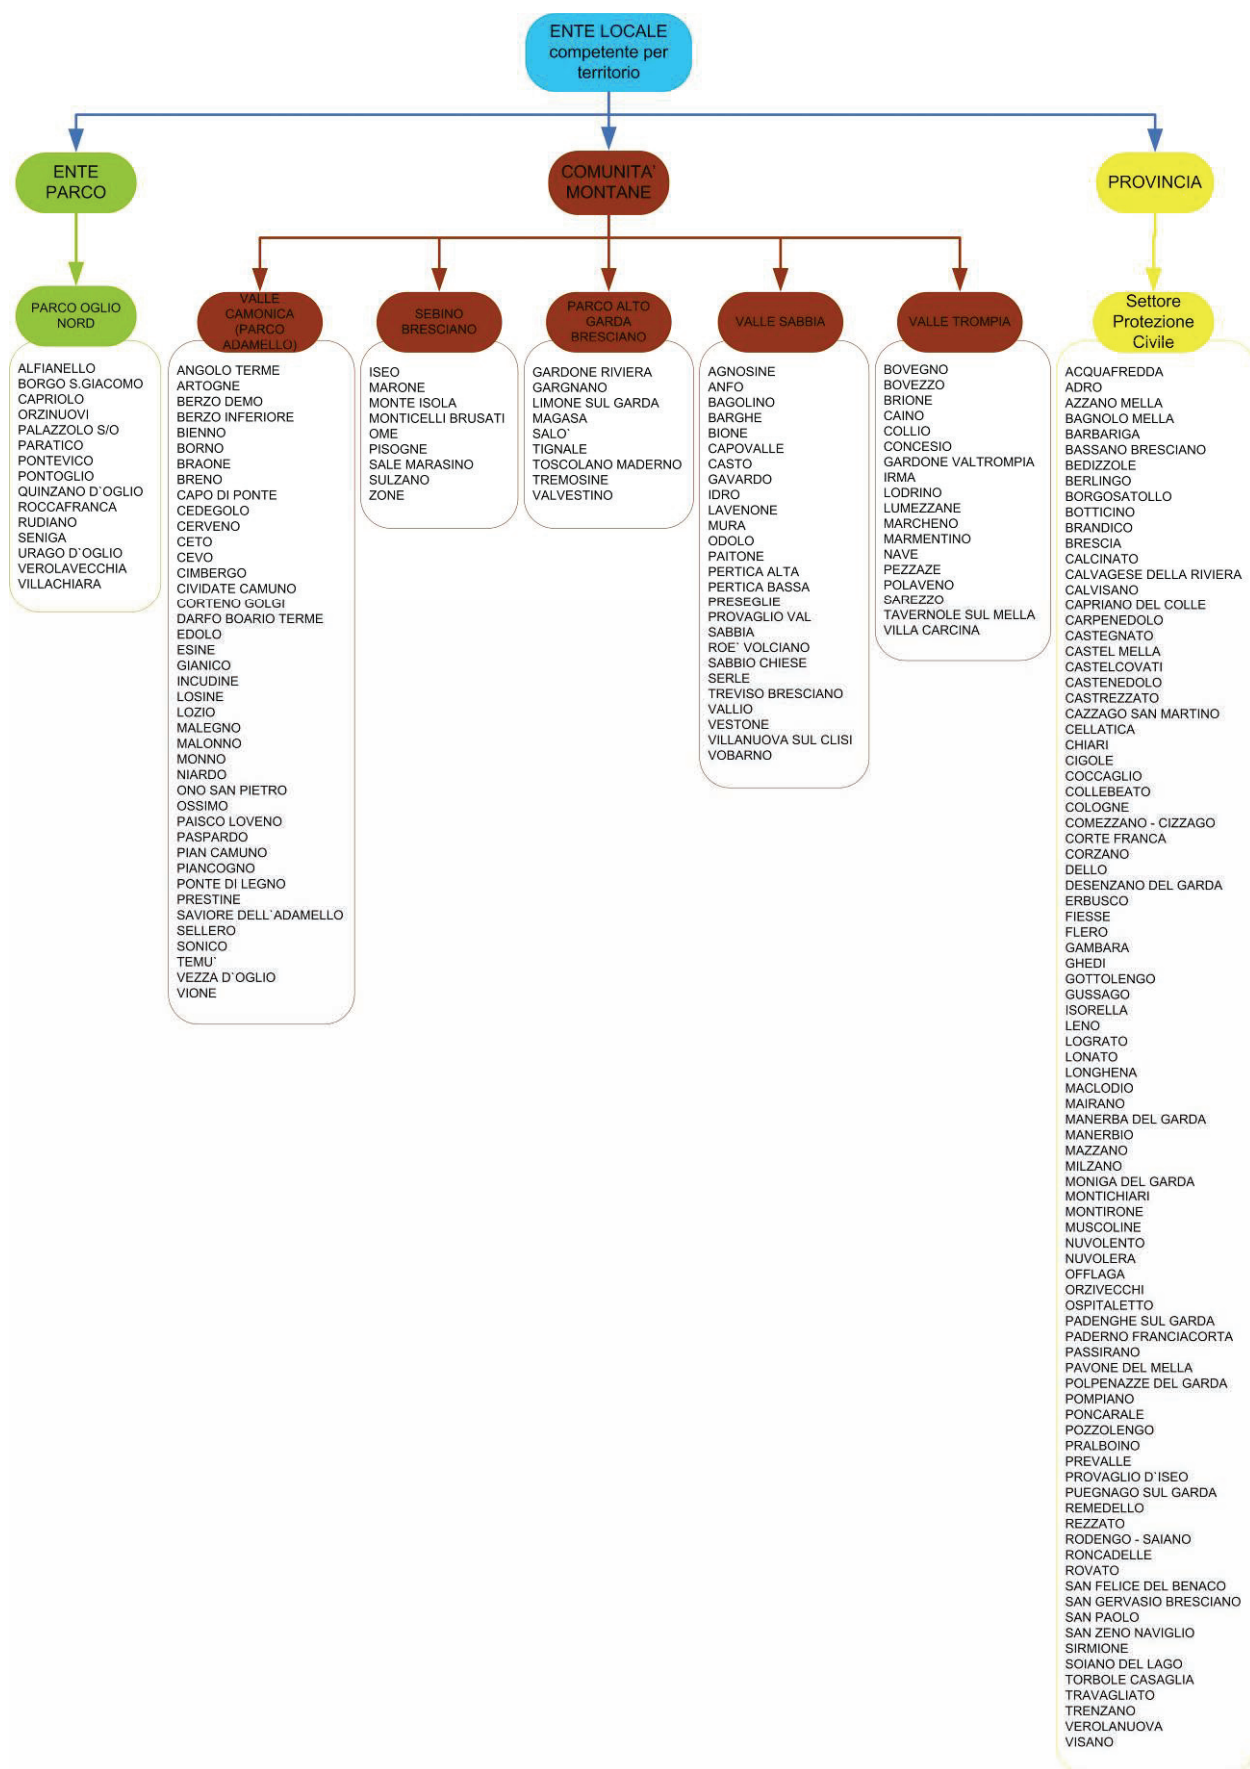 ENTE LOCALE
competente per
territorio
ENTE
PARCO
COMUNITA'
MONTANE
PROVINCIA
PARCO OGLIO
NORD
VALLE
CAMONICA
(PARCO
ADAMELLO)
SEBINO
BRESCIANO
PARCO ALTO
GARDA
BRESCIANO
VALLE SABBIA
VALLE TROMPIA
Settore
Protezione
Civile
ALFIANELLO
BORGO S.GIACOMO
CAPRIOLO
ORZINUOVI
PALAZZOLO S/O
PARATICO
PONTEVICO
PONTOGLIO
QUINZANO D`OGLIO
ROCCAFRANCA
RUDIANO
SENIGA
URAGO D`OGLIO
VEROLAVECCHIA
VILLACHIARA
ANGOLO TERME
ARTOGNE
BERZO DEMO
BERZO INFERIORE
BIENNO
BORNO
BRAONE
BRENO
CAPO DI PONTE
CEDEGOLO
CERVENO
CETO
CEVO
CIMBERGO
CIVIDATE CAMUNO
CORTENO GOLGI
DARFO BOARIO TERME
EDOLO
ESINE
GIANICO
INCUDINE
LOSINE
LOZIO
MALEGNO
MALONNO
MONNO
NIARDO
ONO SAN PIETRO
OSSIMO
PAISCO LOVENO
PASPARDO
PIAN CAMUNO
PIANCOGNO
PONTE DI LEGNO
PRESTINE
SAVIORE DELL`ADAMELLO
SELLERO
SONICO
TEMU`
VEZZA D`OGLIO
VIONE
ISEO
MARONE
MONTE ISOLA
MONTICELLI BRUSATI
OME
PISOGNE
SALE MARASINO
SULZANO
ZONE
GARDONE RIVIERA
GARGNANO
LIMONE SUL GARDA
MAGASA
SALO`
TIGNALE
TOSCOLANO MADERNO
TREMOSINE
VALVESTINO
AGNOSINE
ANFO
BAGOLINO
BARGHE
BIONE
CAPOVALLE
CASTO
GAVARDO
IDRO
LAVENONE
MURA
ODOLO
PAITONE
PERTICA ALTA
PERTICA BASSA
PRESEGLIE
PROVAGLIO VAL
SABBIA
ROE` VOLCIANO
SABBIO CHIESE
SERLE
TREVISO BRESCIANO
VALLIO
VESTONE
VILLANUOVA SUL CLISI
VOBARNO
BOVEGNO
BOVEZZO
BRIONE
CAINO
COLLIO
CONCESIO
GARDONE VALTROMPIA
IRMA
LODRINO
LUMEZZANE
MARCHENO
MARMENTINO
NAVE
PEZZAZE
POLAVENO
SAREZZO
TAVERNOLE SUL MELLA
VILLA CARCINA
ACQUAFREDDA
ADRO
AZZANO MELLA
BAGNOLO MELLA
BARBARIGA
BASSANO BRESCIANO
BEDIZZOLE
BERLINGO
BORGOSATOLLO
BOTTICINO
BRANDICO
BRESCIA
CALCINATO
CALVAGESE DELLA RIVIERA
CALVISANO
CAPRIANO DEL COLLE
CARPENEDOLO
CASTEGNATO
CASTEL MELLA
CASTELCOVATI
CASTENEDOLO
CASTREZZATO
CAZZAGO SAN MARTINO
CELLATICA
CHIARI
CIGOLE
COCCAGLIO
COLLEBEATO
COLOGNE
COMEZZANO - CIZZAGO
CORTE FRANCA
CORZANO
DELLO
DESENZANO DEL GARDA
ERBUSCO
FIESSE
FLERO
GAMBARA
GHEDI
GOTTOLENGO
GUSSAGO
ISORELLA
LENO
LOGRATO
LONATO
LONGHENA
MACLODIO
MAIRANO
MANERBA DEL GARDA
MANERBIO
MAZZANO
MILZANO
MONIGA DEL GARDA
MONTICHIARI
MONTIRONE
MUSCOLINE
NUVOLENTO
NUVOLERA
OFFLAGA
ORZIVECCHI
OSPITALETTO
PADENGHE SUL GARDA
PADERNO FRANCIACORTA
PASSIRANO
PAVONE DEL MELLA
POLPENAZZE DEL GARDA
POMPIANO
PONCARALE
POZZOLENGO
PRALBOINO
PREVALLE
PROVAGLIO D`ISEO
PUEGNAGO SUL GARDA
REMEDELLO
REZZATO
RODENGO - SAIANO
RONCADELLE
ROVATO
SAN FELICE DEL BENACO
SAN GERVASIO BRESCIANO
SAN PAOLO
SAN ZENO NAVIGLIO
SIRMIONE
SOIANO DEL LAGO
TORBOLE CASAGLIA
TRAVAGLIATO
TRENZANO
VEROLANUOVA
VISANO